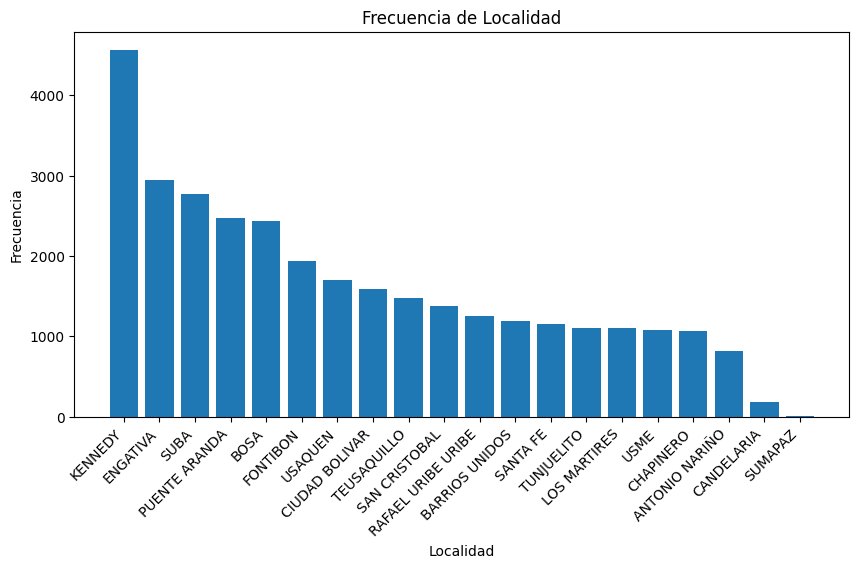 Frecuencia de Localidad
Frecuencia
4000
3000
2000
1000
0
KENNEDY
ENGATIVA
SUBA
PUENTE ARANDA
BOSA
FONTIBON
USAQUEN
CIUDAD BOLIVAR
TEUSAQUILLO
SAN CRISTOBAL
RAFAEL URIBE URIBE
BARRIOS UNIDOS
SANTA FE
TUNJUELITO
LOS MARTIRES
USME
CHAPINERO
ANTONIO NARIÑO
CANDELARIA
SUMAPAZ
Localidad